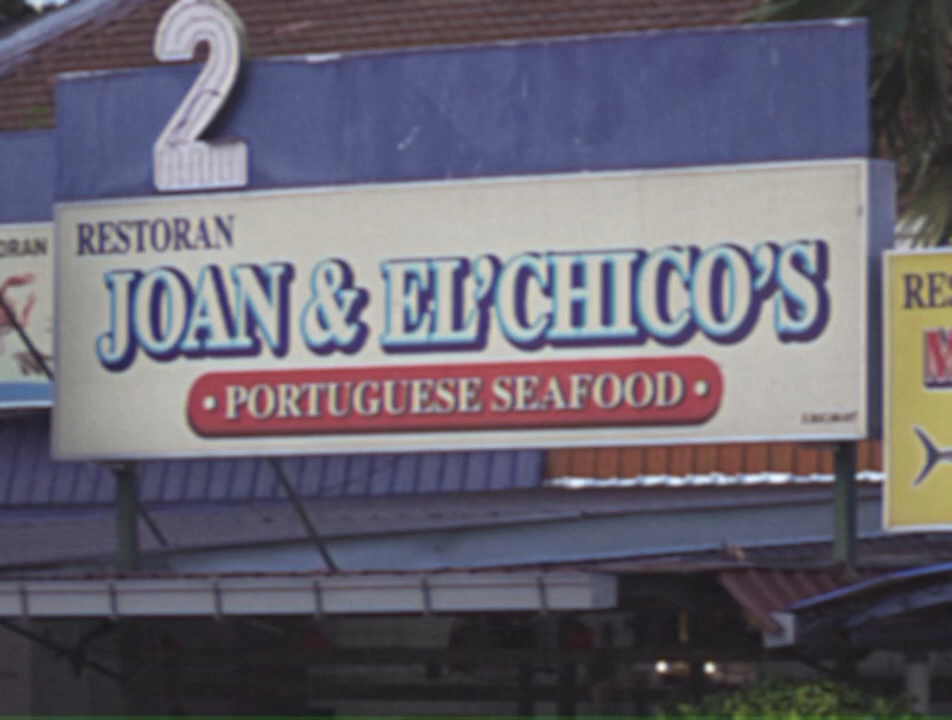 2
RESTORAN
JOAN & EL'CHICO'S
• PORTUGUESE SEAFOOD •
ORAN
RES
M